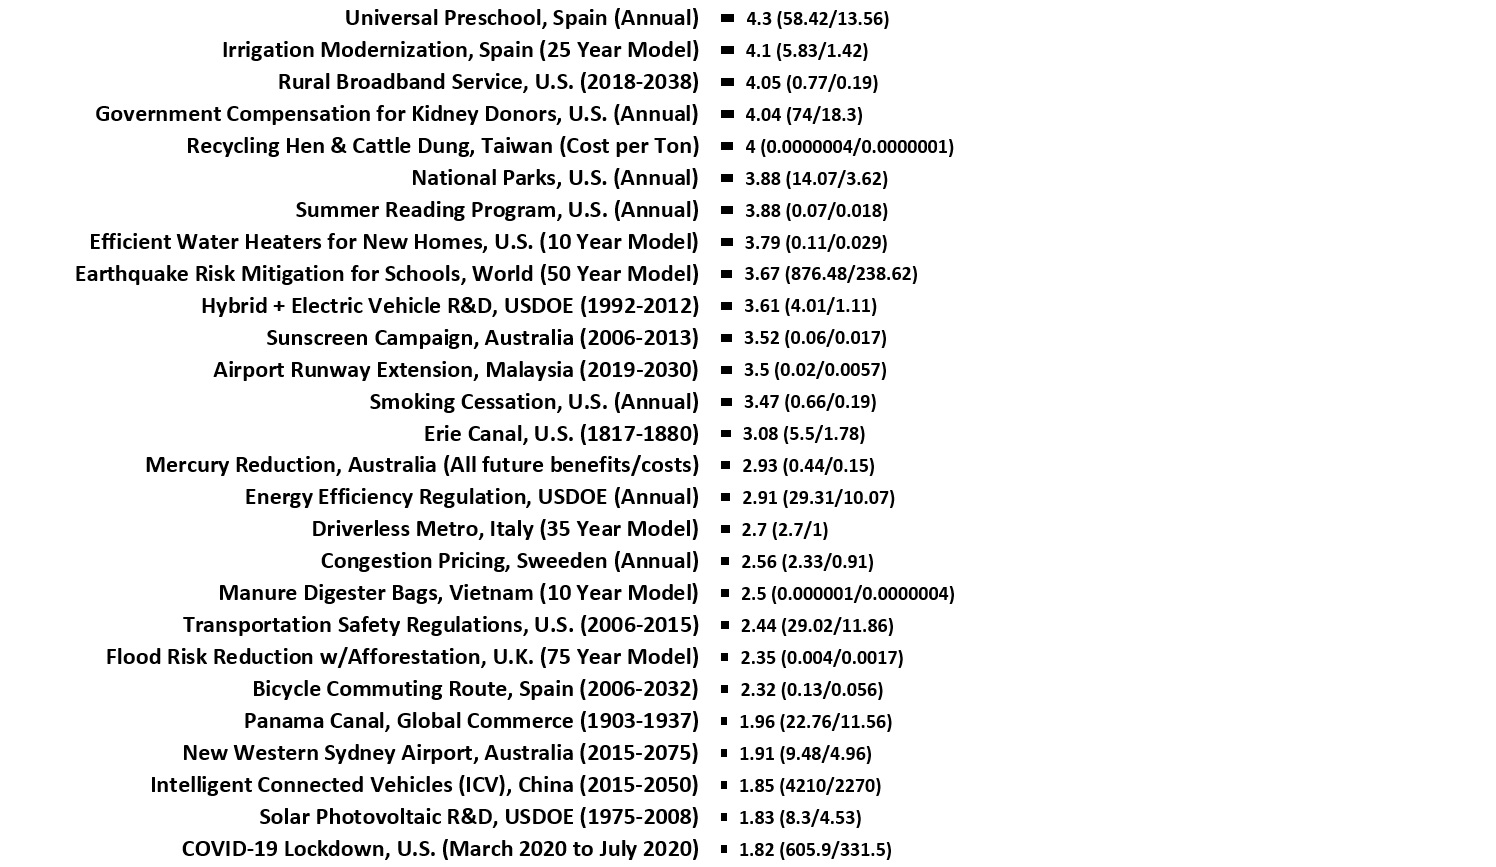 Universal Preschool, Spain (Annual) 4.3 (58.42/13.56)
Irrigation Modernization, Spain (25 Year Model) 4.1 (5.83/1.42)
Rural Broadband Service, U.S. (2018-2038) 4.05 (0.77/0.19)
Government Compensation for Kidney Donors, U.S. (Annual) 4.04 (74/18.3)
Recycling Hen & Cattle Dung, Taiwan (Cost per Ton) 4 (0.0000004/0.0000001)
National Parks, U.S. (Annual) 3.88 (14.07/3.62)
Summer Reading Program, U.S. (Annual) 3.88 (0.07/0.018)
Efficient Water Heaters for New Homes, U.S. (10 Year Model) 3.79 (0.11/0.029)
Earthquake Risk Mitigation for Schools, World (50 Year Model) 3.67 (876.48/238.62)
Hybrid + Electric Vehicle R&D, USDOE (1992-2012) 3.61 (4.01/1.11)
Sunscreen Campaign, Australia (2006-2013) 3.52 (0.06/0.017)
Airport Runway Extension, Malaysia (2019-2030) 3.5 (0.02/0.0057)
Smoking Cessation, U.S. (Annual) 3.47 (0.66/0.19)
Erie Canal, U.S. (1817-1880) 3.08 (5.5/1.78)
Mercury Reduction, Australia (All future benefits/costs) 2.93 (0.44/0.15)
Energy Efficiency Regulation, USDOE (Annual) 2.91 (29.31/10.07)
Driverless Metro, Italy (35 Year Model) 2.7 (2.7/1)
Congestion Pricing, Sweeden (Annual) 2.56 (2.33/0.91)
Manure Digester Bags, Vietnam (10 Year Model) 2.5 (0.000001/0.0000004)
Transportation Safety Regulations, U.S. (2006-2015) 2.44 (29.02/11.86)
Flood Risk Reduction w/Afforestation, U.K. (75 Year Model) 2.35 (0.004/0.0017)
Bicycle Commuting Route, Spain (2006-2032) 2.32 (0.13/0.056)
Panama Canal, Global Commerce (1903-1937) 1.96 (22.76/11.56)
New Western Sydney Airport, Australia (2015-2075) 1.91 (9.48/4.96)
Intelligent Connected Vehicles (ICV), China (2015-2050) 1.85 (4210/2270)
Solar Photovoltaic R&D, USDOE (1975-2008) 1.83 (8.3/4.53)
COVID-19 Lockdown, U.S. (March 2020 to July 2020) 1.82 (605.9/331.5)